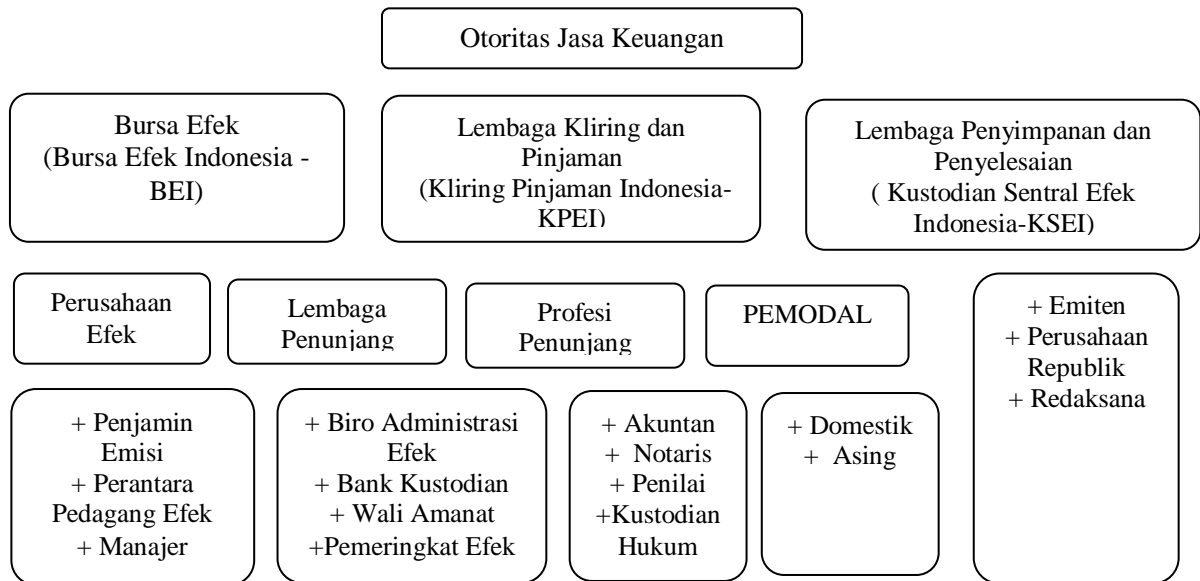 Otoritas Jasa Keuangan
Bursa Efek
(Bursa Efek Indonesia -
BEI)
Lembaga Kliring dan
Pinjaman
(Kliring Pinjaman Indonesia-
KPEI)
Lembaga Penyimpanan dan
Penyelesaian
( Kustodian Sentral Efek
Indonesia-KSEI)
Perusahaan
Efek
Lembaga
Penunjang
Profesi
Penunjang
PEMODAL
+ Emiten
+ Perusahaan
Republik
+ Redaksana
+ Penjamin
Emisi
+ Perantara
Pedagang Efek
+ Manajer
+ Biro Administrasi
Efek
+ Bank Kustodian
+ Wali Amanat
+Pemeringkat Efek
+ Akuntan
+ Notaris
+ Penilai
+Kustodian
Hukum
+ Domestik
+ Asing